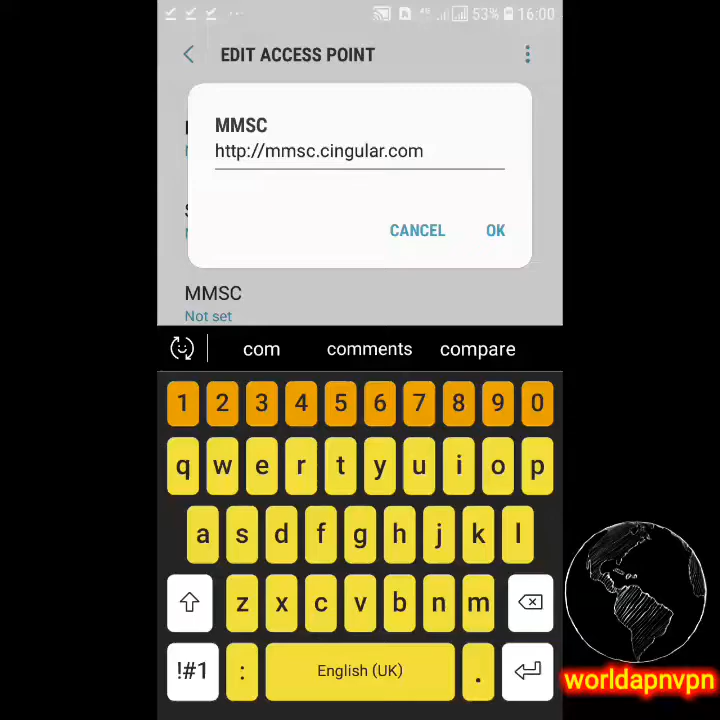 4G 53% 16:00
EDIT ACCESS POINT
MMSC
http://mmsc.cingular.com
CANCEL OK
MMSC
Not set
com comments compare
1 2 3 4 5 6 7 8 9 0
q w e r t y u i o p
a s d f g h j k l
z x c v b n m
!#1 : English (UK) .
worldapnvpn